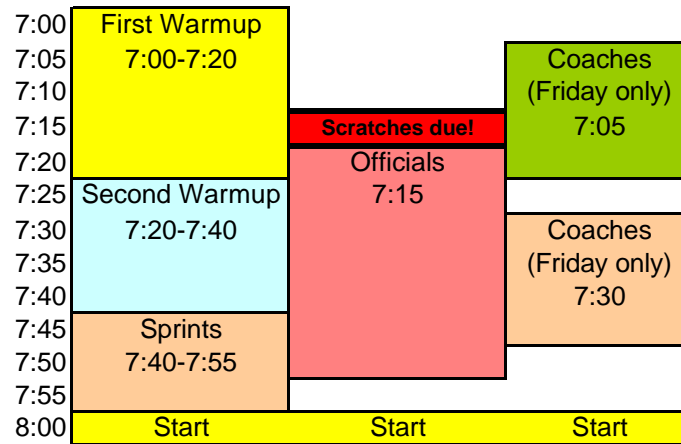 7:00 First Warmup
7:05 7:00-7:20 Coaches
7:10 (Friday only)
7:15 Scratches due! 7:05
7:20 Officials
7:25 Second Warmup 7:15
7:30 7:20-7:40 Coaches
7:35 (Friday only)
7:40 7:30
7:45 Sprints
7:50 7:40-7:55
7:55
8:00 Start Start Start